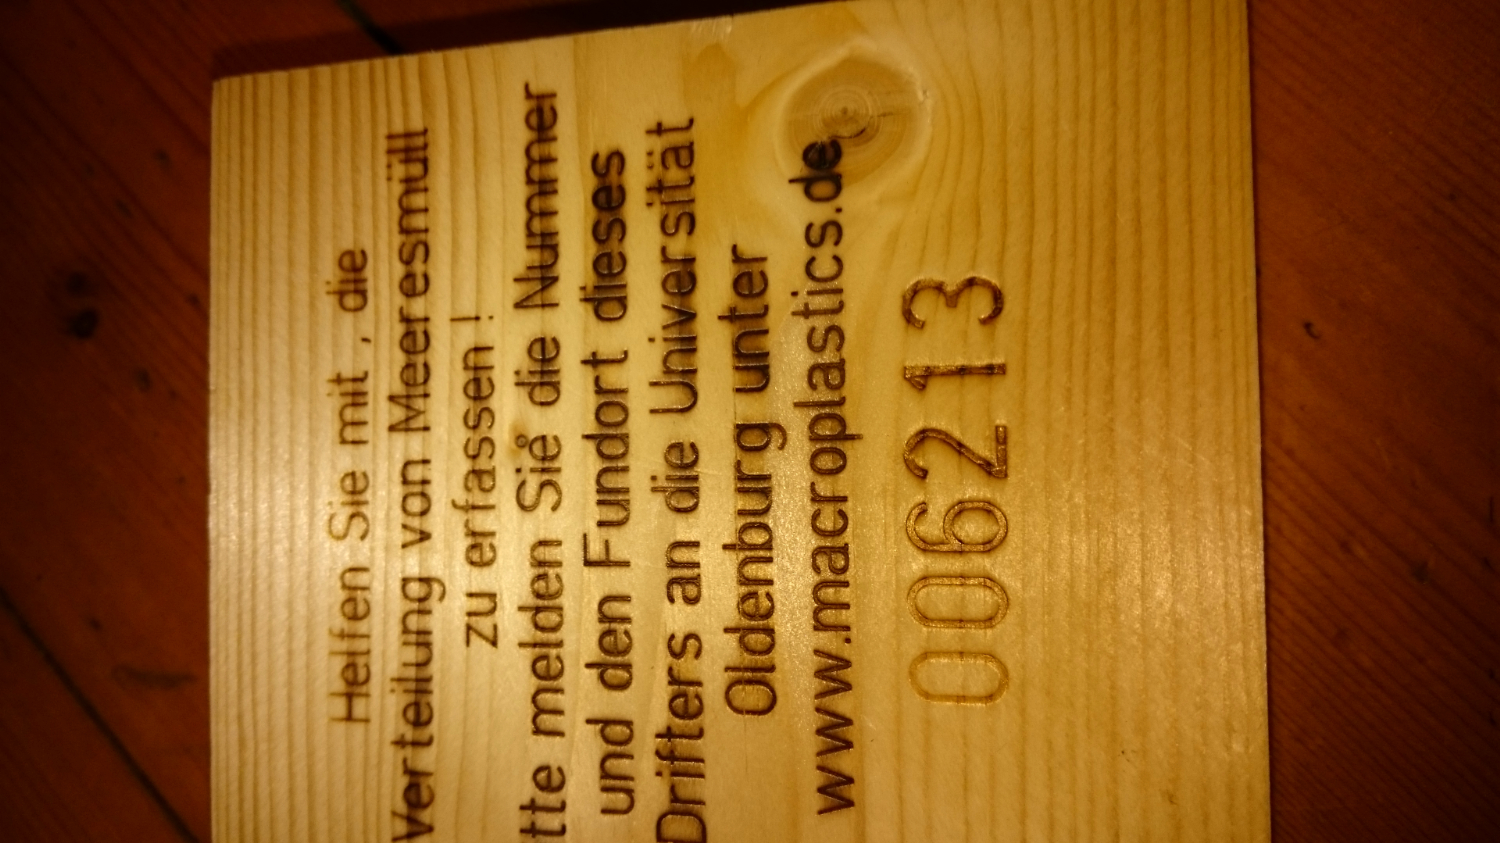 Helfen Sie mit, die
Verteilung von Meeresmüll
zu erfassen!
tte melden Sie die Nummer
und den Fundort dieses
Drifters an die Universität
Oldenburg unter
www.macroplastics.de
006213